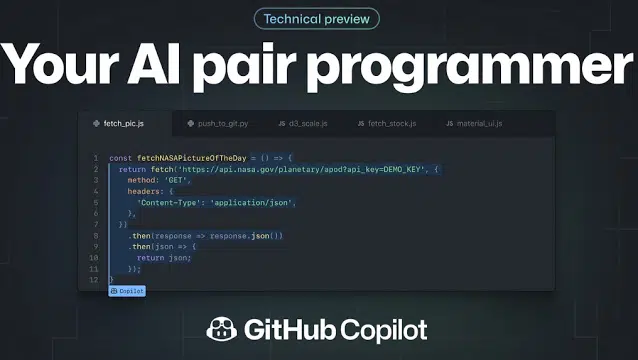 Technical preview
Your AI pair programmer
fetch_pic.js
push_to_git.py
JS d3_scale.js
fetch_stock.js
JS material_ui.js
1 const fetchNASAPictureOfTheDay = () => {
2 return fetch('https://api.nasa.gov/planetary/apod?api_key=DEMO_KEY', {
3 method: 'GET',
4 headers: {
5 'Content-Type': 'application/json',
6 },
7 })
8 .then(response => response.json())
9 .then(json => {
10 return json;
11 });
12 }
Copilot
GitHub Copilot